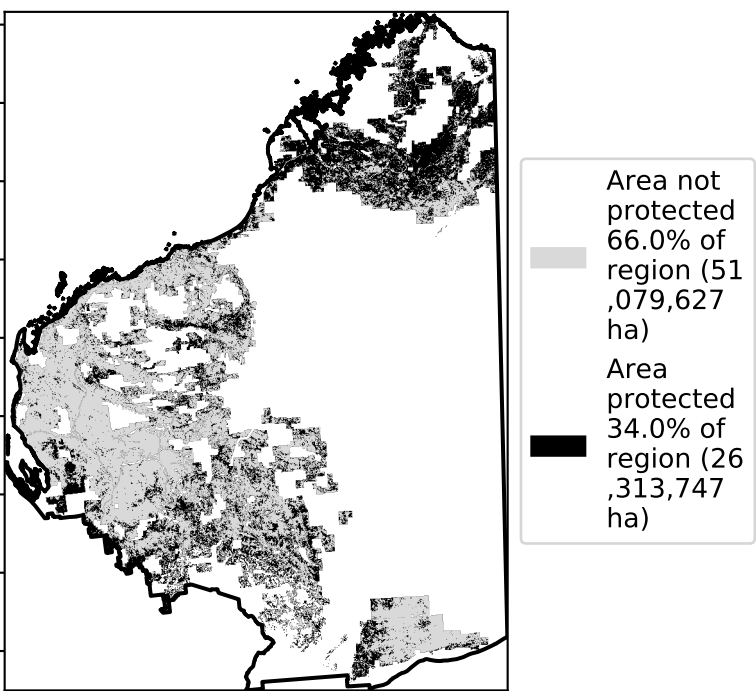 Area not
protected
66.0% of
region (51
,079,627
ha)
Area
protected
34.0% of
region (26
,313,747
ha)